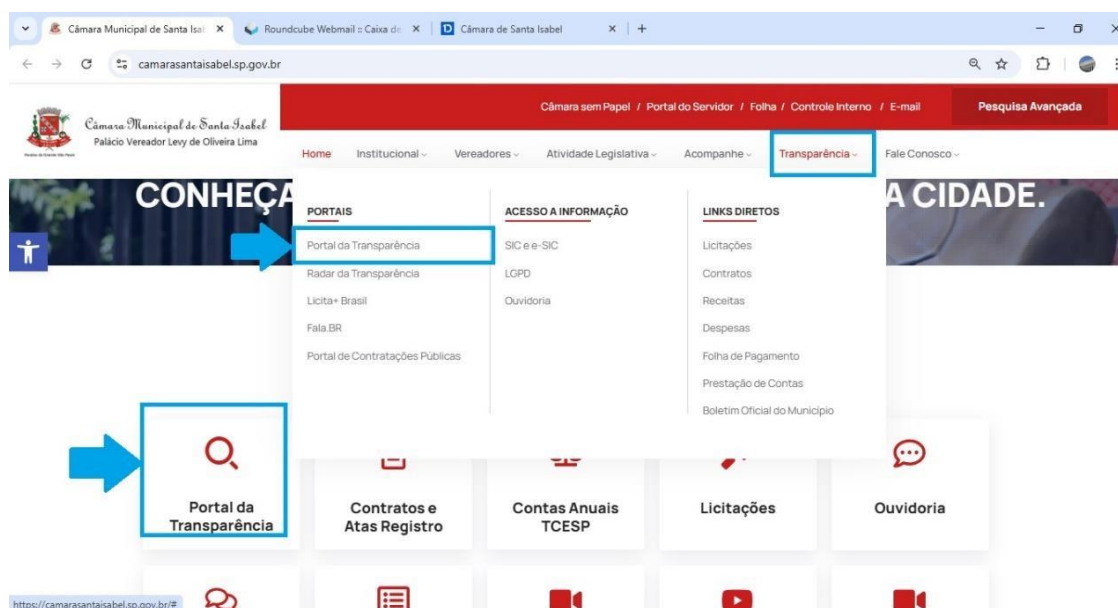 Câmara Municipal de Santa Isa
Roundcube Webmail :: Caixa de
Câmara de Santa Isabel
camarasantaisabel.sp.gov.br
Câmara Municipal de Santa Isabel
Palácio Vereador Levy de Oliveira Lima
Câmara sem Papel / Portal do Servidor / Folha / Controle Interno / E-mail
Pesquisa Avançada
Home Institucional Vereadores Atividade Legislativa Acompanhe Transparência Fale Conosco
CONHEÇA
A CIDADE.
PORTAIS
Portal da Transparência
Radar da Transparência
Licita+ Brasil
Fala.BR
Portal de Contratações Públicas
ACESSO A INFORMAÇÃO
SIC e e-SIC
LGPD
Ouvidoria
LINKS DIRETOS
Licitações
Contratos
Receitas
Despesas
Folha de Pagamento
Prestação de Contas
Boletim Oficial do Município
Portal da
Transparência
Contratos e
Atas Registro
Contas Anuais
TCESP
Licitações
Ouvidoria
https://camarasantaisabel.sp.gov.br/#